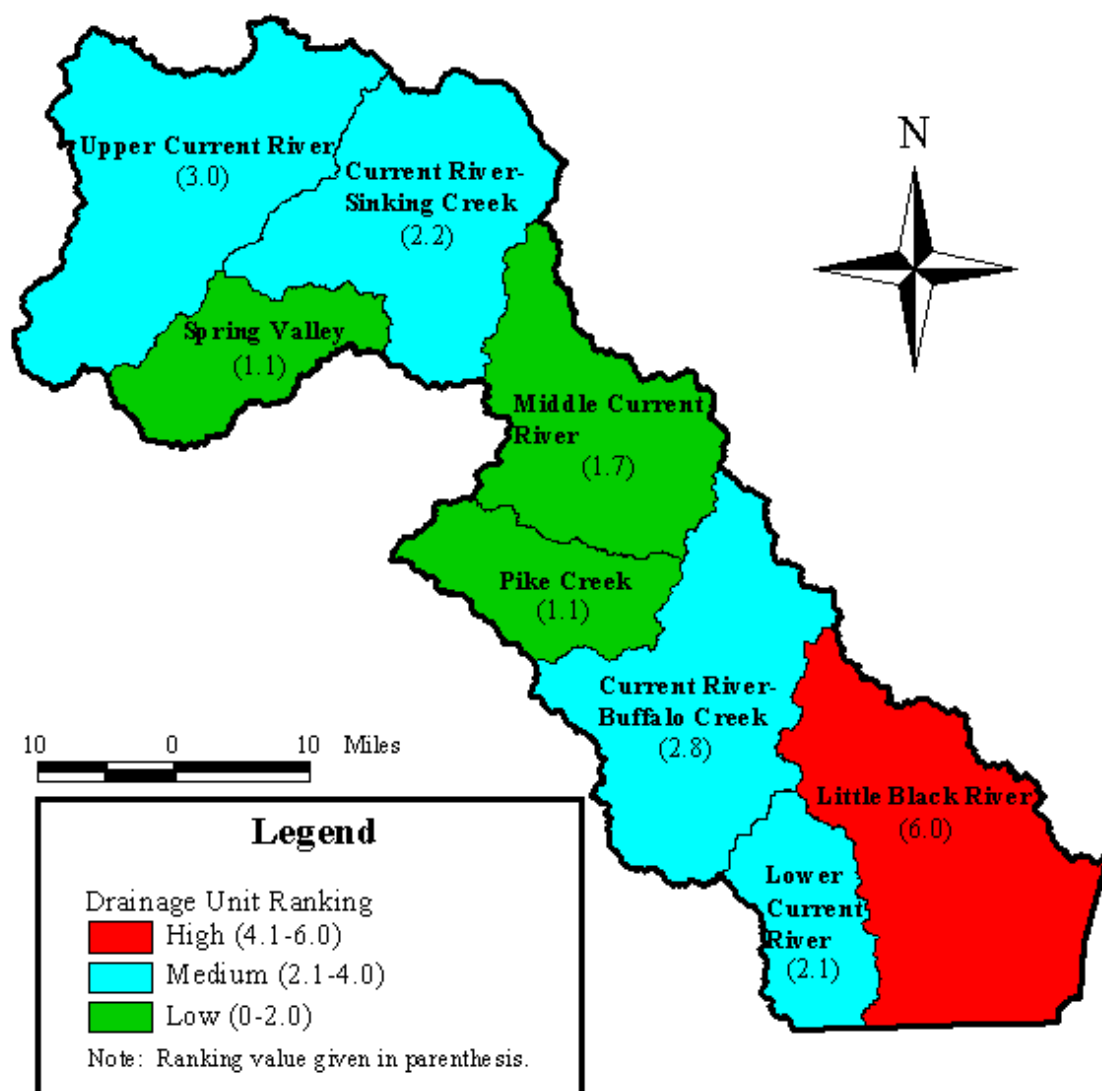 Upper Current River
(3.0)
Current River-
Sinking Creek
(2.2)
N
Spring Valley
(1.1)
Middle Current
River
(1.7)
Pike Creek
(1.1)
Current River-
Buffalo Creek
(2.8)
10 0 10 Miles
Little Black River
(6.0)
Lower
Current
River
(2.1)
Legend
Drainage Unit Ranking
High (4.1-6.0)
Medium (2.1-4.0)
Low (0-2.0)
Note: Ranking value given in parenthesis.